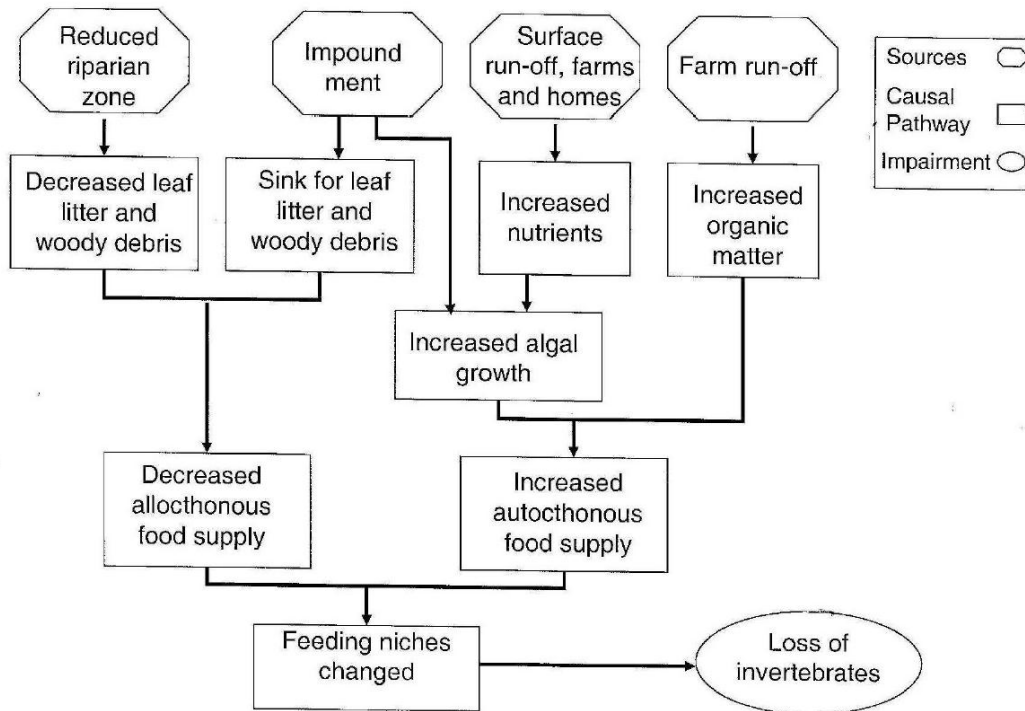 Reduced
riparian
zone
Impound
ment
Surface
run-off, farms
and homes
Farm run-off
Sources
Causal
Pathway
Impairment
Decreased leaf
litter and
woody debris
Sink for leaf
litter and
woody debris
Increased
nutrients
Increased
organic
matter
Increased algal
growth
Decreased
allocthonous
food supply
Increased
autocthonous
food supply
Feeding niches
changed
Loss of
invertebrates